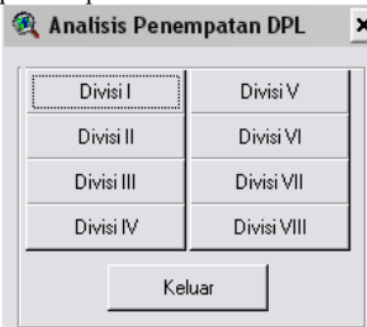 Analisis Penempatan DPL
Divisi I
Divisi V
Divisi II
Divisi VI
Divisi III
Divisi VII
Divisi IV
Divisi VIII
Keluar